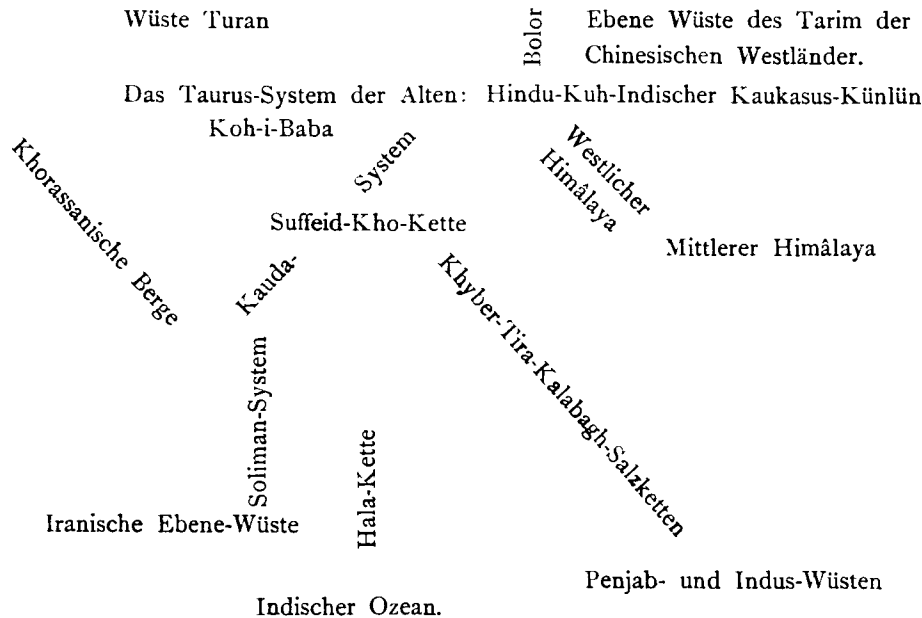 Wüste Turan
Bolor
Ebene Wüste des Tarim der
Chinesischen Westländer.
Das Taurus-System der Alten: Hindu-Kuh-Indischer Kaukasus-Künlün
Koh-i-Baba
System
Westlicher
Himâlaya
Khorassanische Berge
Suffeid-Kho-Kette
Mittlerer Himâlaya
Kauda-
Khyber-Tira-Kalabagh-Salzketten
Soliman-System
Hala-Kette
Iranische Ebene-Wüste
Penjab- und Indus-Wüsten
Indischer Ozean.